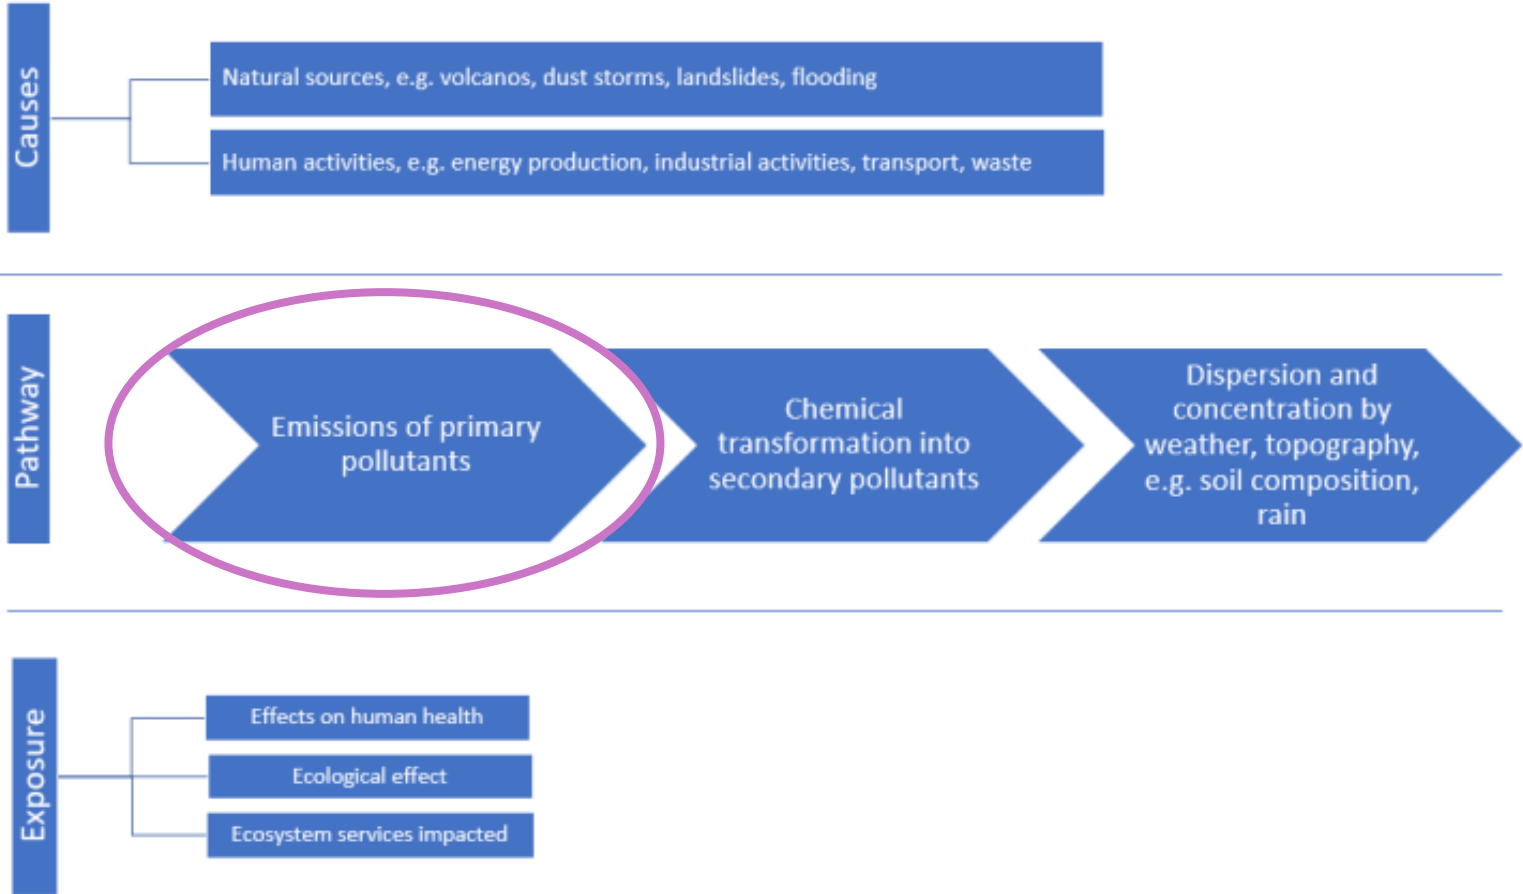 Causes
Natural sources, e.g. volcanos, dust storms, landslides, flooding
Human activities, e.g. energy production, industrial activities, transport, waste
Pathway
Emissions of primary
pollutants
Chemical
transformation into
secondary pollutants
Dispersion and
concentration by
weather, topography,
e.g. soil composition,
rain
Exposure
Effects on human health
Ecological effect
Ecosystem services impacted